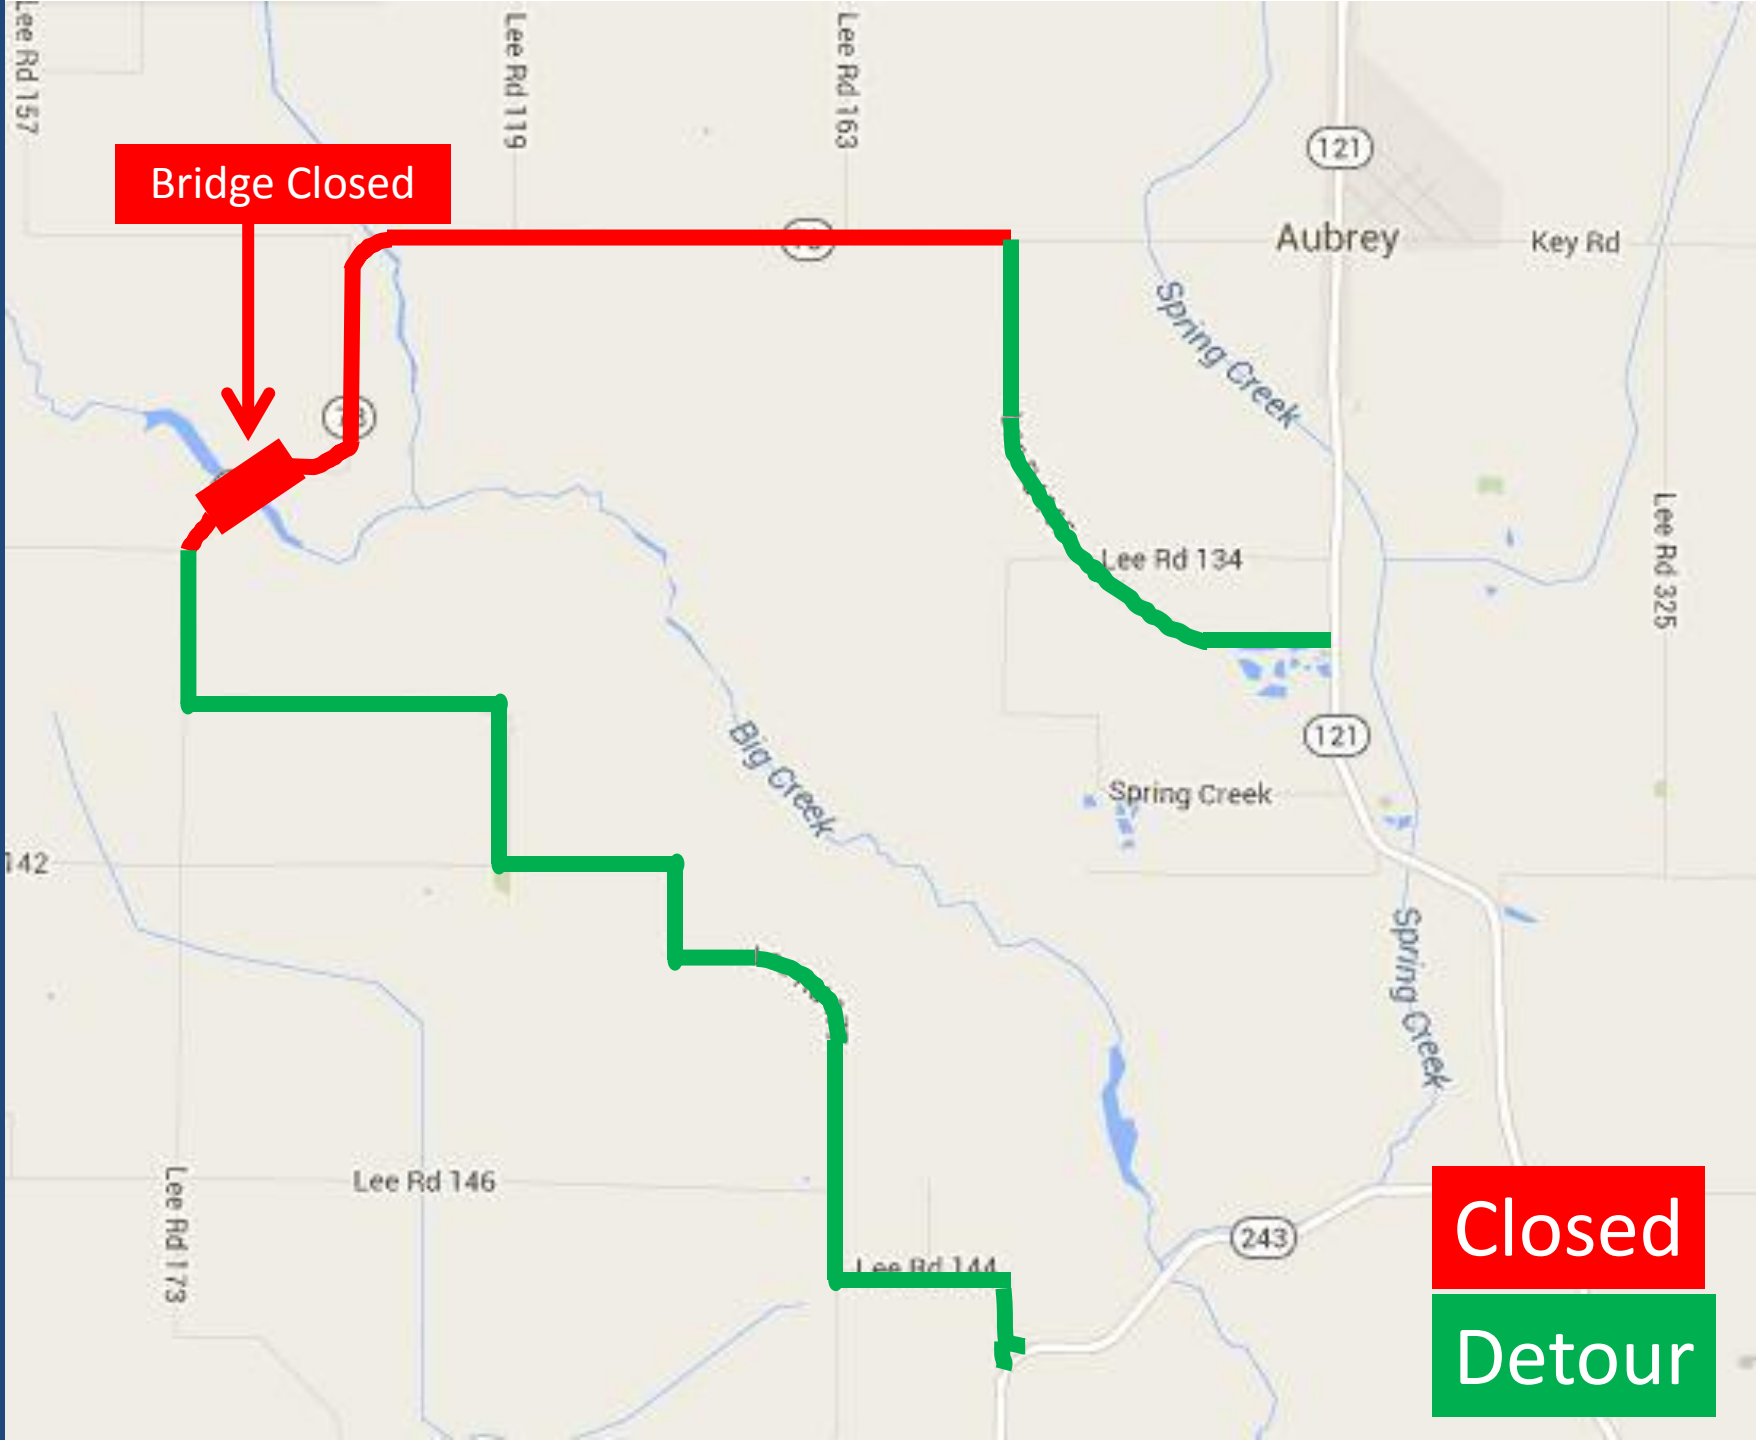 Lee Rd 157
Lee Rd 119
Lee Rd 163
121
Bridge Closed
Aubrey
Key Rd
Spring Creek
Lee Rd 134
Lee Rd 325
121
Big Creek
Spring Creek
142
Spring Creek
Lee Rd 146
Lee Rd 173
243
Lee Rd 144
Closed
Detour